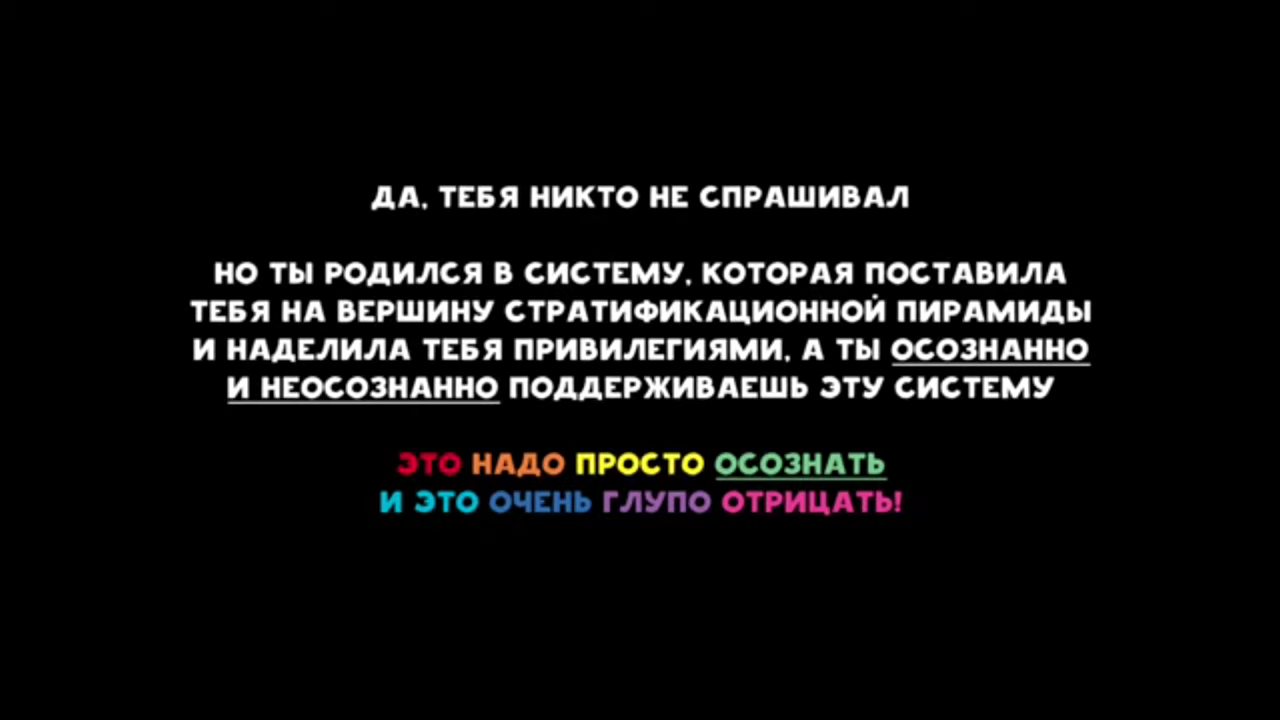 ДА, ТЕБЯ НИКТО НЕ СПРАШИВАЛ
НО ТЫ РОДИЛСЯ В СИСТЕМУ, КОТОРАЯ ПОСТАВИЛА
ТЕБЯ НА ВЕРШИНУ СТРАТИФИКАЦИОННОЙ ПИРАМИДЫ
И НАДЕЛИЛА ТЕБЯ ПРИВИЛЕГИЯМИ, А ТЫ ОСОЗНАННО
И НЕОСОЗНАННО ПОДДЕРЖИВАЕШЬ ЭТУ СИСТЕМУ
ЭТО НАДО ПРОСТО ОСОЗНАТЬ
И ЭТО ОЧЕНЬ ГЛУПО ОТРИЦАТЬ!